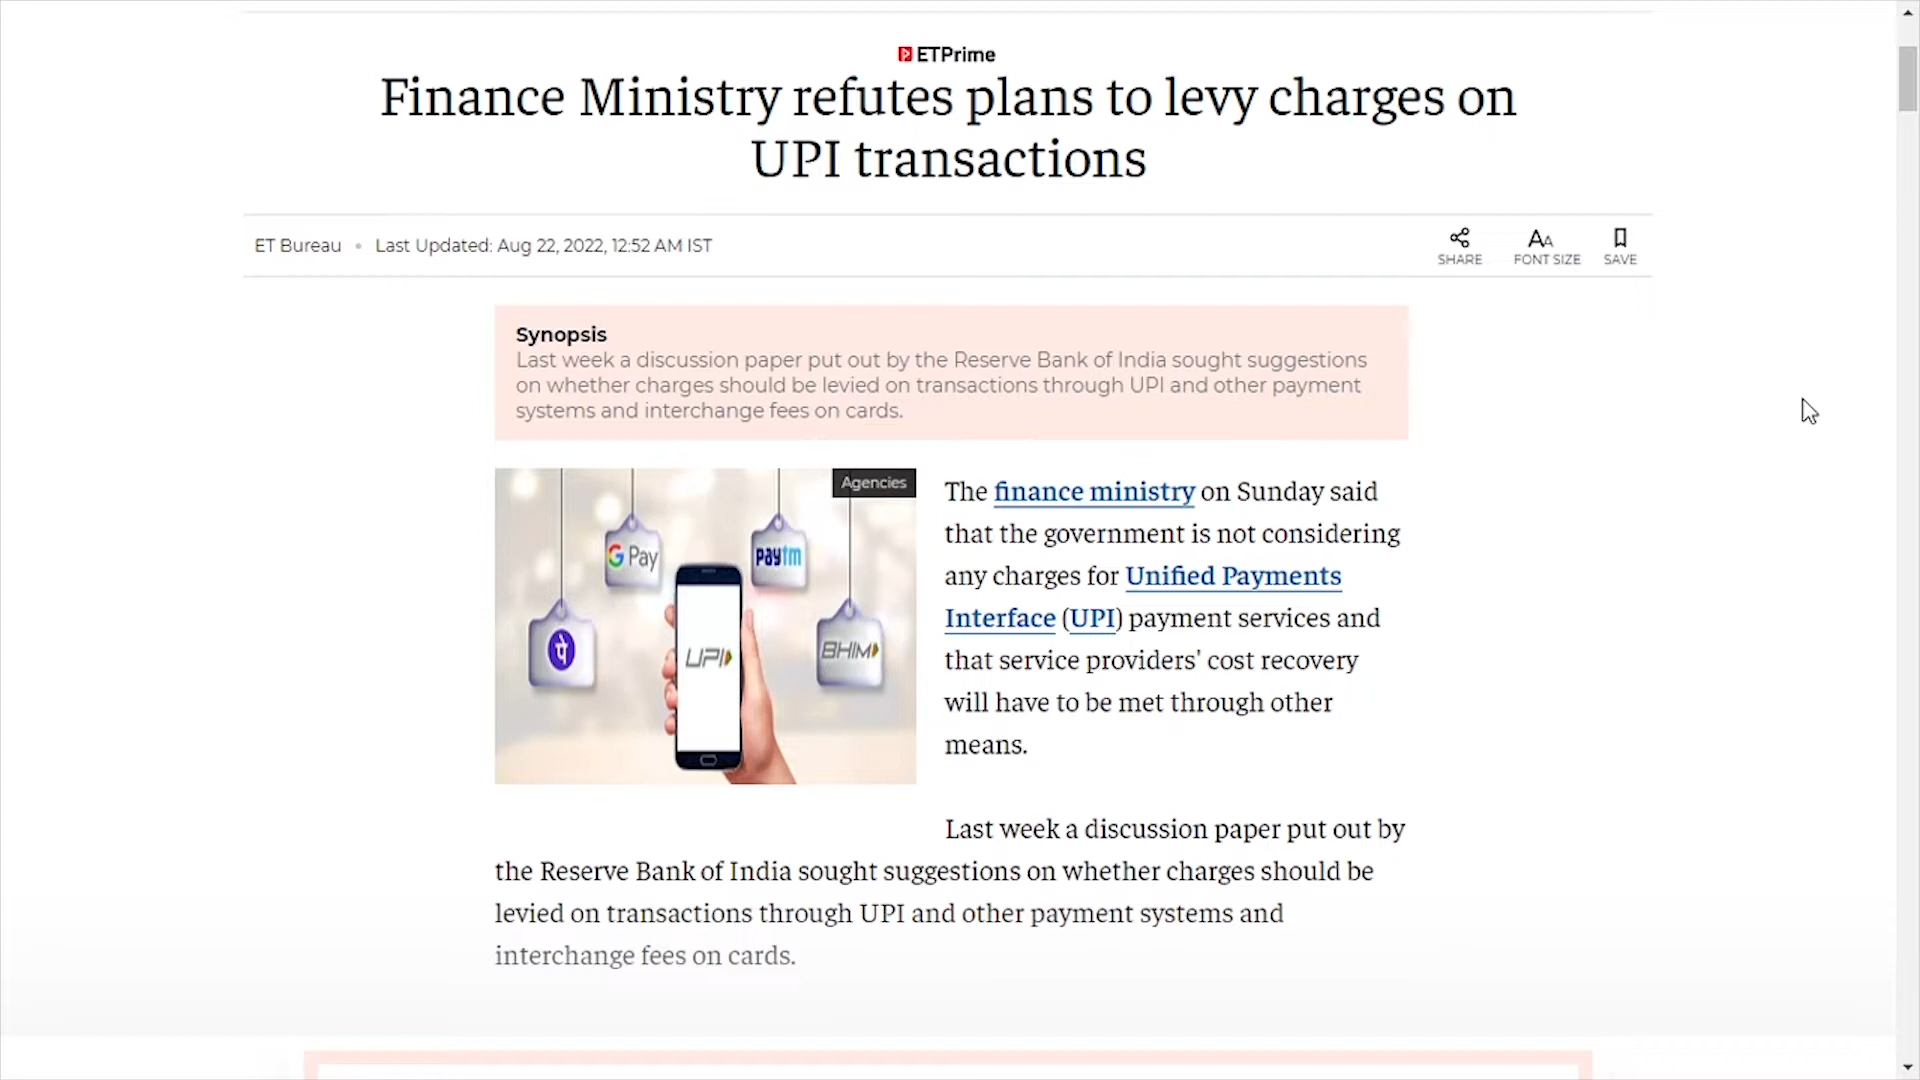 ETPrime
Finance Ministry refutes plans to levy charges on
UPI transactions
ET Bureau • Last Updated: Aug 22, 2022, 12:52 AM IST
SHARE
AA
FONT SIZE
SAVE
Synopsis
Last week a discussion paper put out by the Reserve Bank of India sought suggestions
on whether charges should be levied on transactions through UPI and other payment
systems and interchange fees on cards.
Agencies
G Pay
paytm
पे
UPI
BHIM
The finance ministry on Sunday said
that the government is not considering
any charges for Unified Payments
Interface (UPI) payment services and
that service providers' cost recovery
will have to be met through other
means.
Last week a discussion paper put out by
the Reserve Bank of India sought suggestions on whether charges should be
levied on transactions through UPI and other payment systems and
interchange fees on cards.